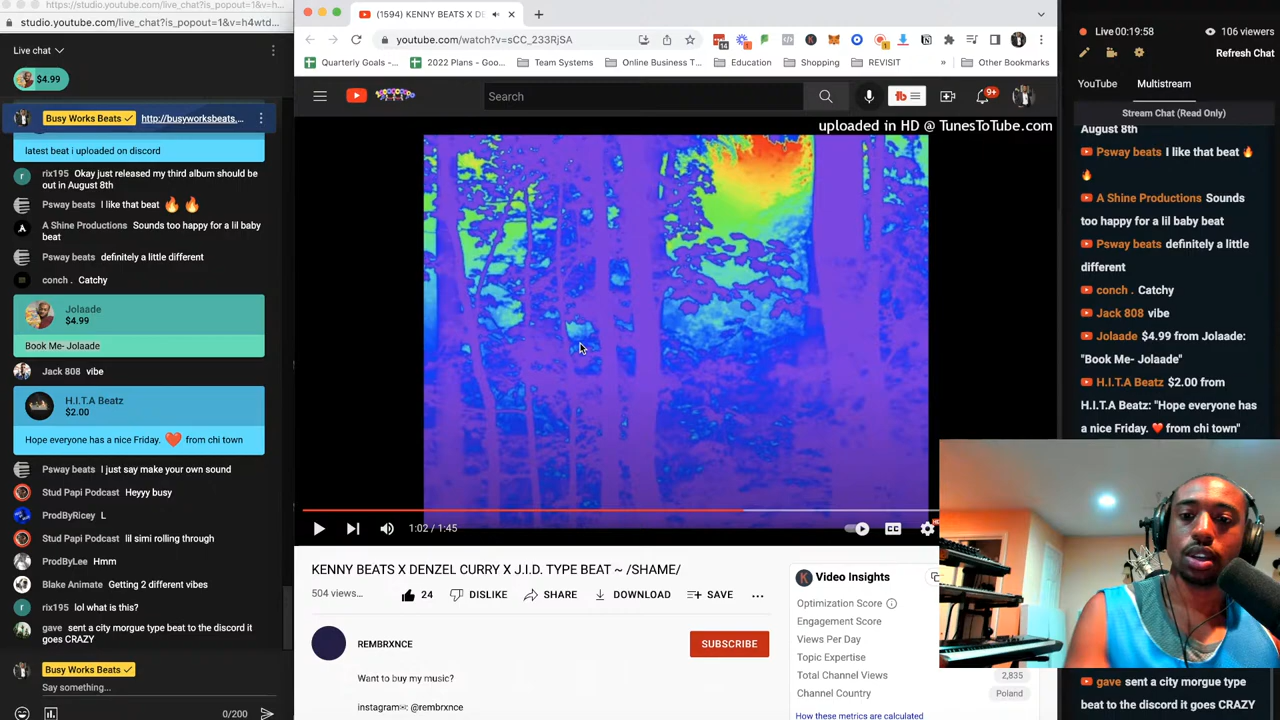 studio.youtube.com/live_chat?is_popout=1&v=h
studio.youtube.com/live_chat?is_popout=1&v=h4wtd...
Live chat
$4.99
Busy Works Beats
http://busyworksbeats....
latest beat i uploaded on discord
rix195 Okay just released my third album should be
out in August 8th
Psway beats I like that beat 🔥 🔥
A Shine Productions Sounds too happy for a lil baby
beat
Psway beats definitely a little different
conch . Catchy
Jolaade
$4.99
Book Me- Jolaade
Jack 808 vibe
H.I.T.A Beatz
$2.00
Hope everyone has a nice Friday. ❤️ from chi town
Psway beats I just say make your own sound
Stud Papi Podcast Heyyy busy
ProdByRicey L
Stud Papi Podcast lil simi rolling through
ProdByLee Hmm
Blake Animate Getting 2 different vibes
rix195 lol what is this?
gave sent a city morgue type beat to the discord it
goes CRAZY
Busy Works Beats
Say something...
0/200
(1594) KENNY BEATS X DE
youtube.com/watch?v=sCC_233RjSA
Quarterly Goals -...
2022 Plans - Goo...
Team Systems
Online Business T...
Education
Shopping
REVISIT
»
Other Bookmarks
Search
9+
uploaded in HD @ TunesToTube.com
1:02 / 1:45
CC
HD
KENNY BEATS X DENZEL CURRY X J.I.D. TYPE BEAT ~ /SHAME/
504 views...
24
DISLIKE
SHARE
DOWNLOAD
SAVE
REMBRXNCE
SUBSCRIBE
Want to buy my music?
instagram✉: @rembrxnce
Video Insights
Optimization Score
Engagement Score
Views Per Day
Topic Expertise
Total Channel Views 2,835
Channel Country Poland
How these metrics are calculated
Live 00:19:58
106 viewers
Refresh Chat
YouTube
Multistream
Stream Chat (Read Only)
August 8th
Psway beats I like that beat 🔥
🔥
A Shine Productions Sounds
too happy for a lil baby beat
Psway beats definitely a little
different
conch . Catchy
Jack 808 vibe
Jolaade $4.99 from Jolaade:
"Book Me- Jolaade"
H.I.T.A Beatz $2.00 from
H.I.T.A Beatz: "Hope everyone has
a nice Friday. ❤️ from chi town"
gave sent a city morgue type
beat to the discord it goes CRAZY